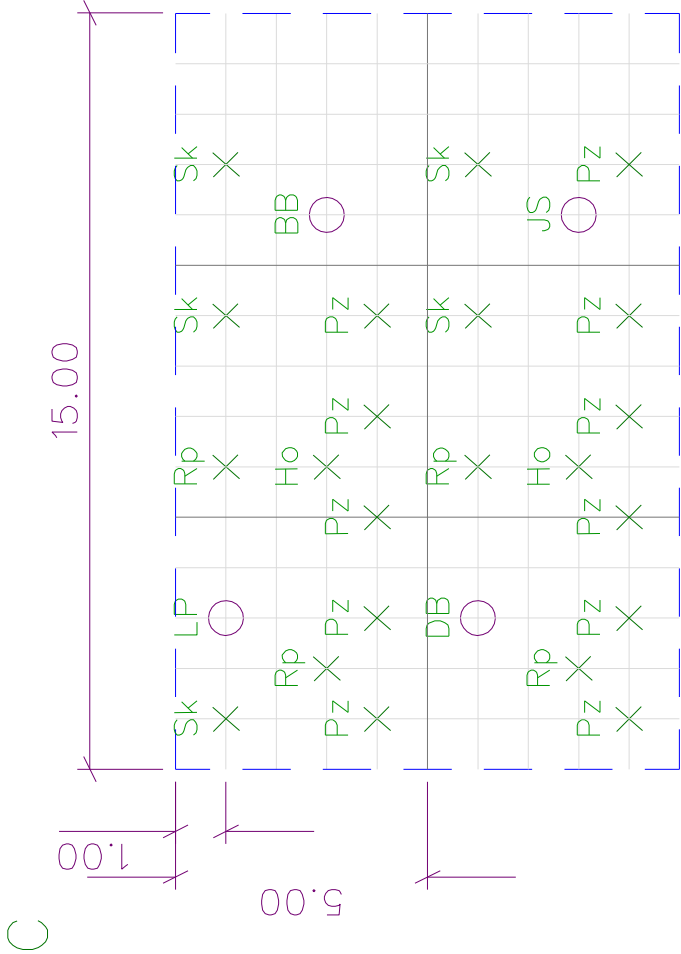 C
15.00
1.00
Sk LP Rp Sk Sk
Rp Ho BB
5.00
Pz Pz Pz Pz Pz
DB Rp Sk Sk
Rp Ho JS
Pz Pz Pz Pz Pz Pz